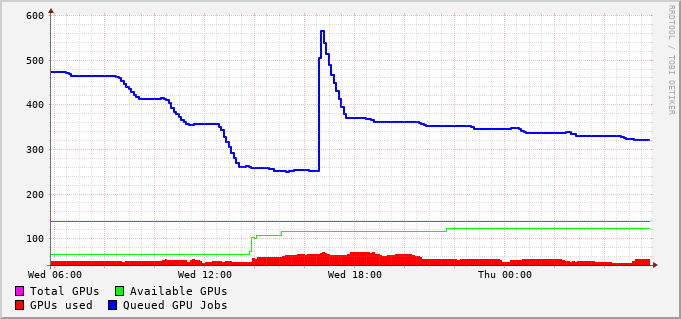 600
500
400
300
200
100
Wed 06:00 Wed 12:00 Wed 18:00 Thu 00:00
Total GPUs Available GPUs
GPUs used Queued GPU Jobs
RRDTOOL / TOBI OETIKER